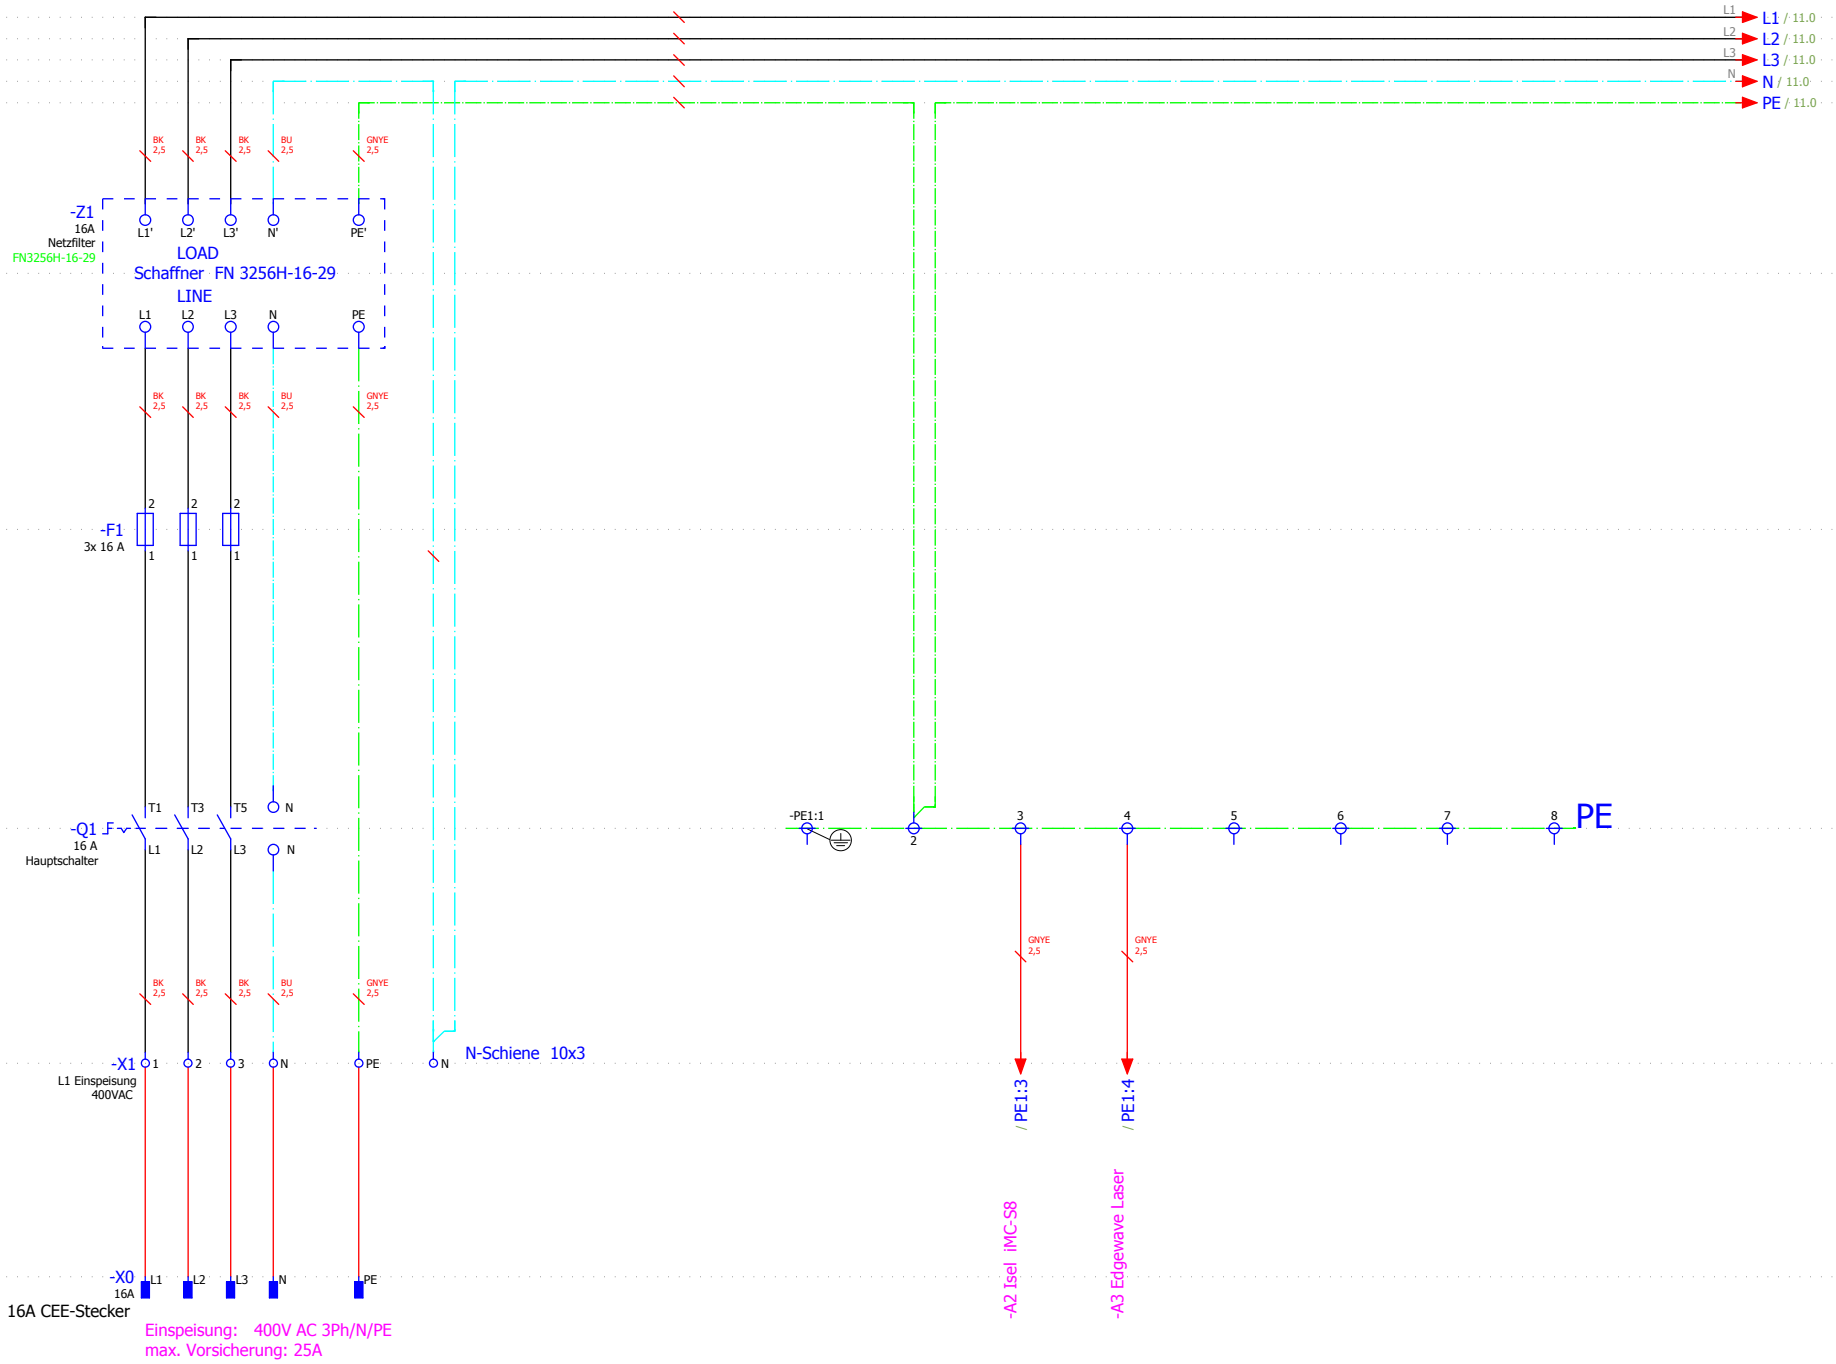 L1 L1 / 11.0
L2 L2 / 11.0
L3 L3 / 11.0
N N / 11.0
PE / 11.0
BK BK BK BU GNYE
2,5 2,5 2,5 2,5 2,5
-Z1
16A
Netzfilter
FN3256H-16-29
L1' L2' L3' N' PE'
LOAD
Schaffner FN 3256H-16-29
LINE
L1 L2 L3 N PE
BK BK BK BU GNYE
2,5 2,5 2,5 2,5 2,5
2 2 2
-F1
3x 16 A
1 1 1
T1 T3 T5 N
-Q1
16 A
Hauptschalter
L1 L2 L3 N
-PE1:1 2 3 4 5 6 7 8 PE
GNYE GNYE
2,5 2,5
BK BK BK BU GNYE
2,5 2,5 2,5 2,5 2,5
N-Schiene 10x3
-X1 1 2 3 N PE N
L1 Einspeisung
400VAC
/ PE1:3
/ PE1:4
-A2 Isel iMC-S8
-A3 Edgewave Laser
-X0 L1 L2 L3 N PE
16A
16A CEE-Stecker
Einspeisung: 400V AC 3Ph/N/PE
max. Vorsicherung: 25A